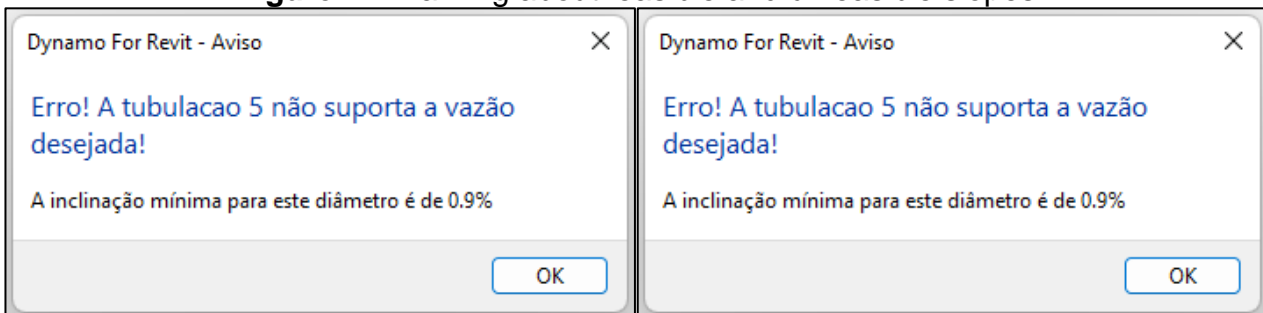 Dynamo For Revit - Aviso
Erro! A tubulacao 5 não suporta a vazão
desejada!
A inclinação mínima para este diâmetro é de 0.9%
OK
Dynamo For Revit - Aviso
Erro! A tubulacao 5 não suporta a vazão
desejada!
A inclinação mínima para este diâmetro é de 0.9%
OK